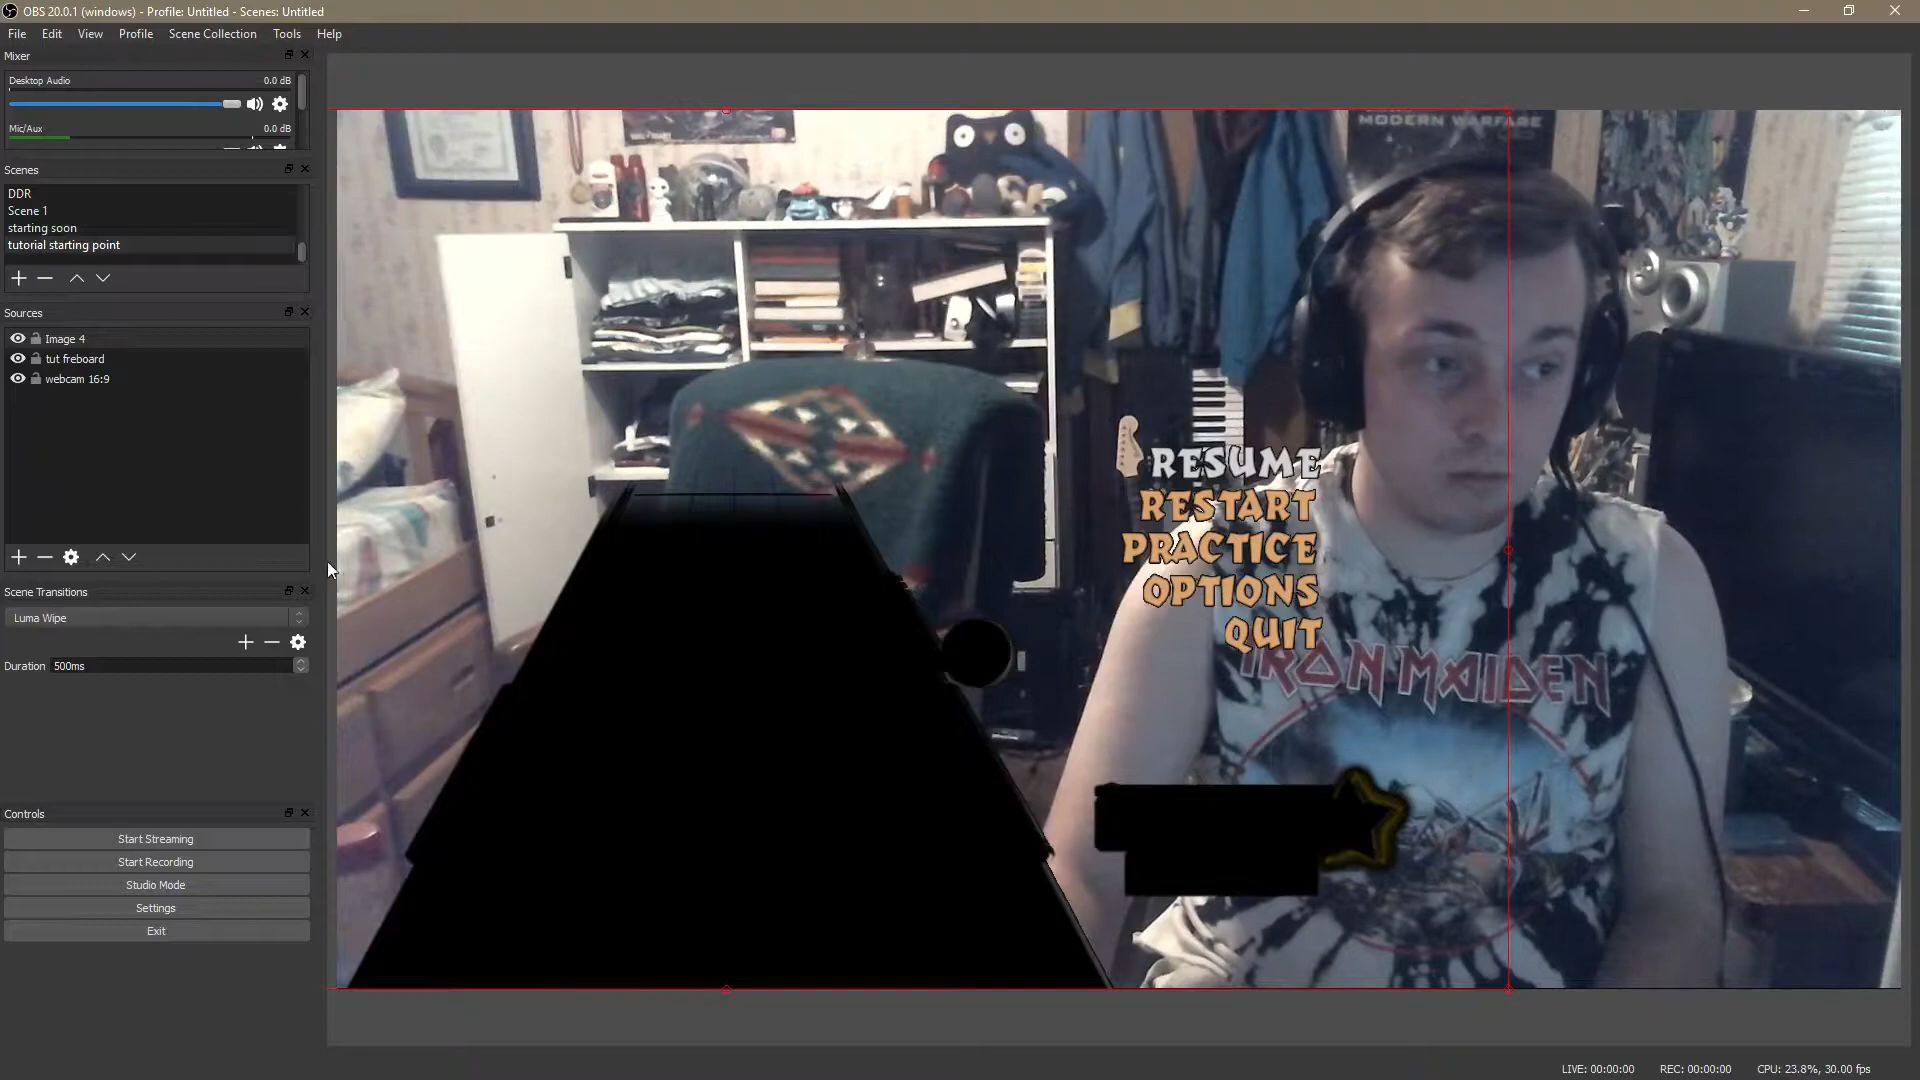 OBS 20.0.1 (windows) - Profile: Untitled - Scenes: Untitled
File Edit View Profile Scene Collection Tools Help
Mixer
Desktop Audio 0.0 dB
Mic/Aux 0.0 dB
Scenes
DDR
Scene 1
starting soon
tutorial starting point
Sources
Image 4
tut freboard
webcam 16:9
Scene Transitions
Luma Wipe
Duration 500ms
Controls
Start Streaming
Start Recording
Studio Mode
Settings
Exit
MODERN WARFARE
RESUME
RESTART
PRACTICE
OPTIONS
QUIT
IRON MAIDEN
LIVE: 00:00:00 REC: 00:00:00 CPU: 23.8%, 30.00 fps